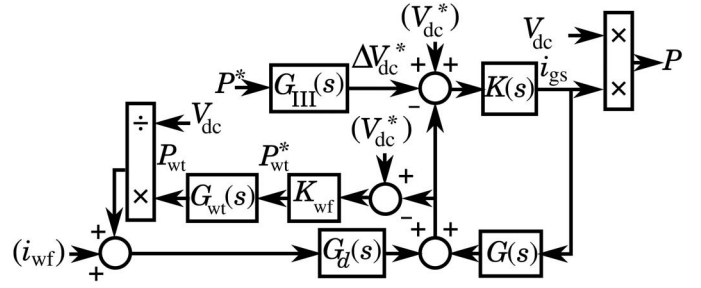 (V_dc^*)
V_dc
×
ΔV_dc^*
+
+
P^*
G_III(s)
K(s)
i_gs
×
P
-
÷
V_dc
(V_dc^*)
P_wt
P_wt^*
+
×
G_wt(s)
K_wf
-
+
+
+
(i_wf)
G_d(s)
G(s)
+